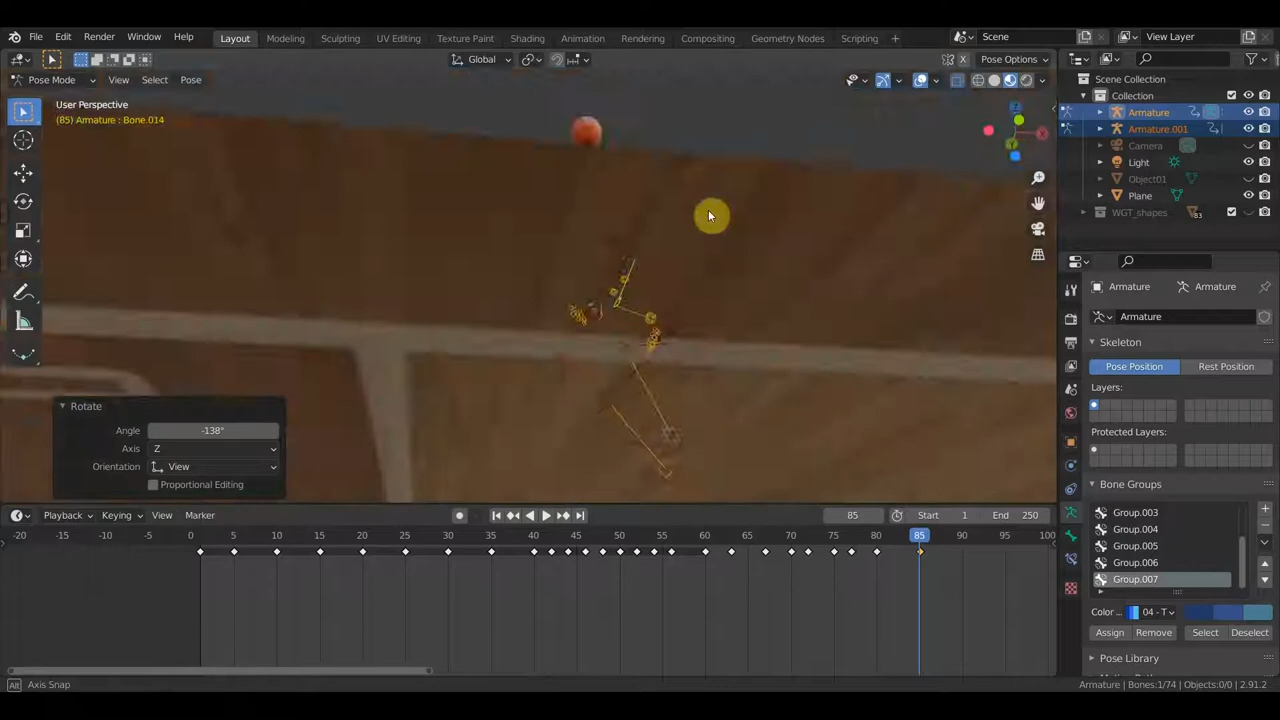 File Edit Render Window Help Layout Modeling Sculpting UV Editing Texture Paint Shading Animation Rendering Compositing Geometry Nodes Scripting + Scene View Layer
Global Pose Options
Pose Mode View Select Pose
User Perspective
(85) Armature : Bone.014
Scene Collection
Collection
Armature
Armature.001
Camera
Light
Object01
Plane
WGT_shapes 83
Armature Armature
Armature
Skeleton
Pose Position Rest Position
Layers:
Protected Layers:
Bone Groups
Group.003
Group.004
Group.005
Group.006
Group.007
Color ... 04 - T
Assign Remove Select Deselect
Pose Library
Rotate
Angle -138°
Axis Z
Orientation View
Proportional Editing
Playback Keying View Marker 85 Start 1 End 250
-20 -15 -10 -5 0 5 10 15 20 25 30 35 40 45 50 55 60 65 70 75 80 85 90 95 100
Alt Axis Snap Armature | Bones:1/74 | Objects:0/0 | 2.91.2